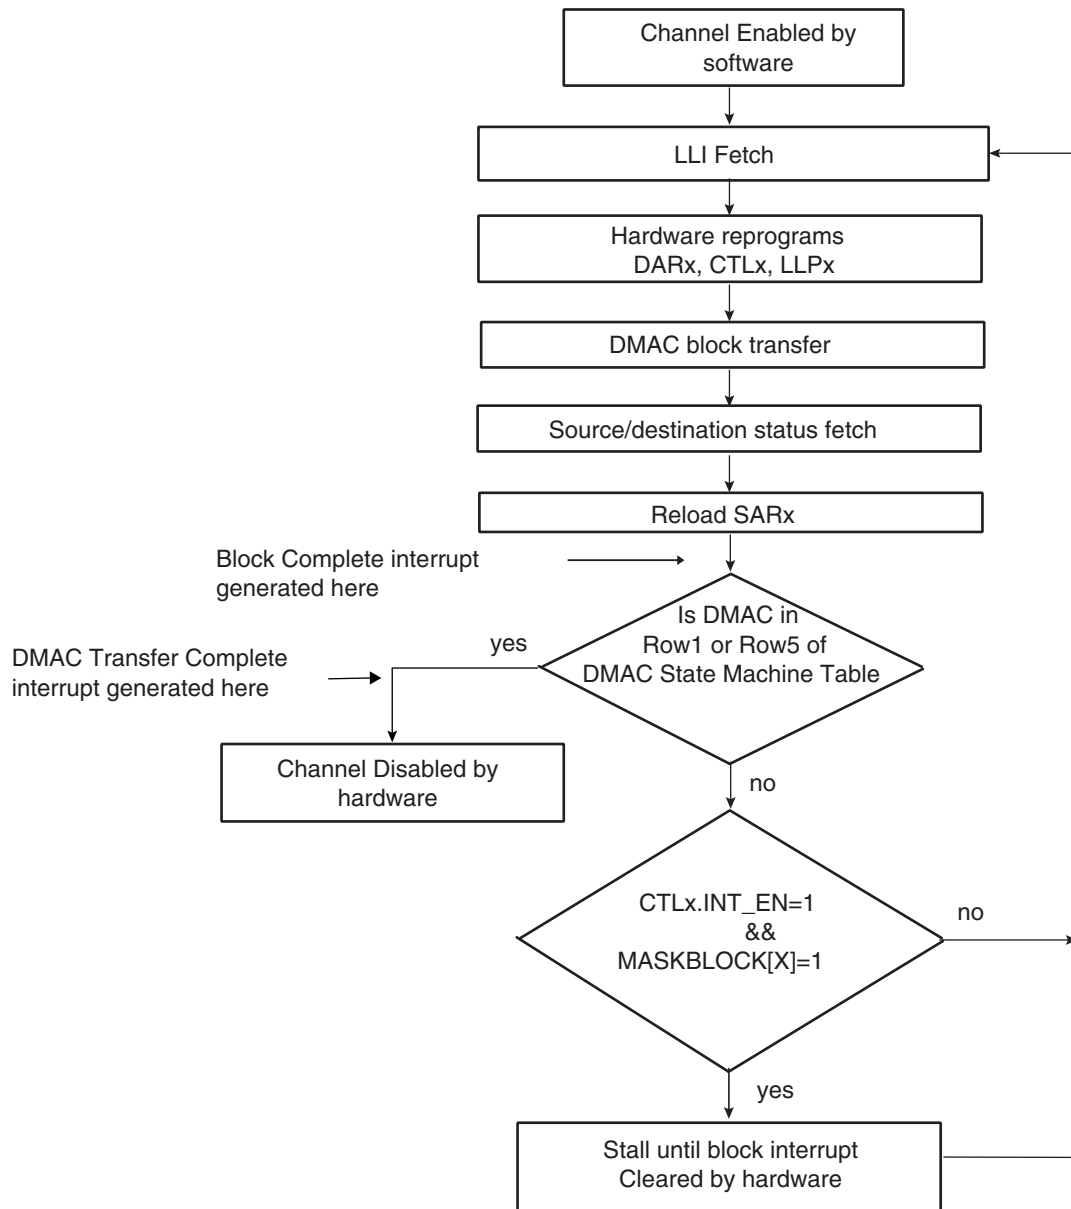 Channel Enabled by
software
LLI Fetch
Hardware reprograms
DARx, CTLx, LLPx
DMAC block transfer
Source/destination status fetch
Reload SARx
Block Complete interrupt
generated here
Is DMAC in
Row1 or Row5 of
DMAC State Machine Table
yes
DMAC Transfer Complete
interrupt generated here
Channel Disabled by
hardware
no
CTLx.INT_EN=1
&&
MASKBLOCK[X]=1
no
yes
Stall until block interrupt
Cleared by hardware